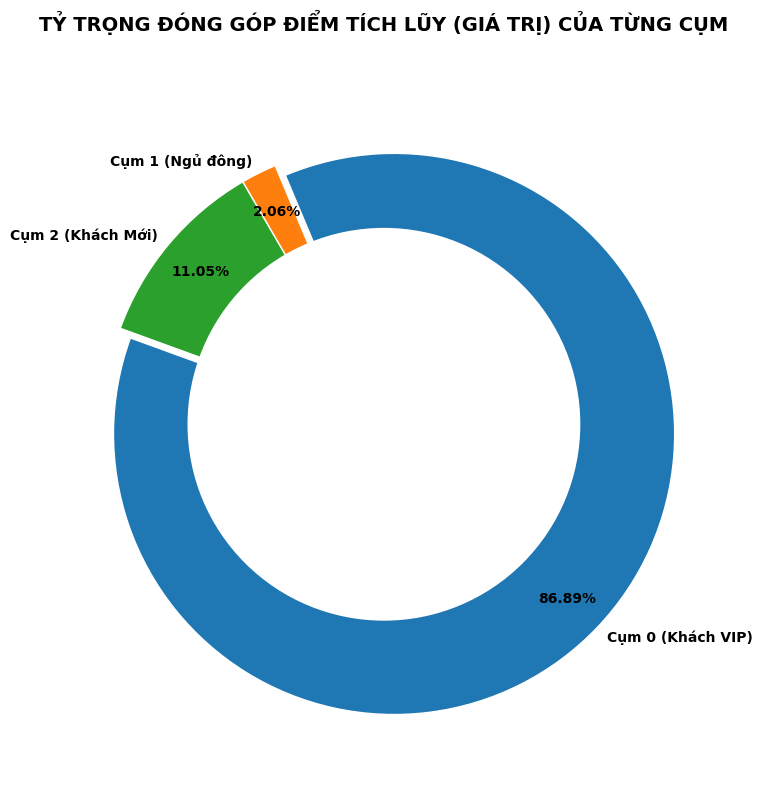 TỶ TRỌNG ĐÓNG GÓP ĐIỂM TÍCH LŨY (GIÁ TRỊ) CỦA TỪNG CỤM
Cụm 1 (Ngủ đông)
2.06%
Cụm 2 (Khách Mới)
11.05%
86.89%
Cụm 0 (Khách VIP)